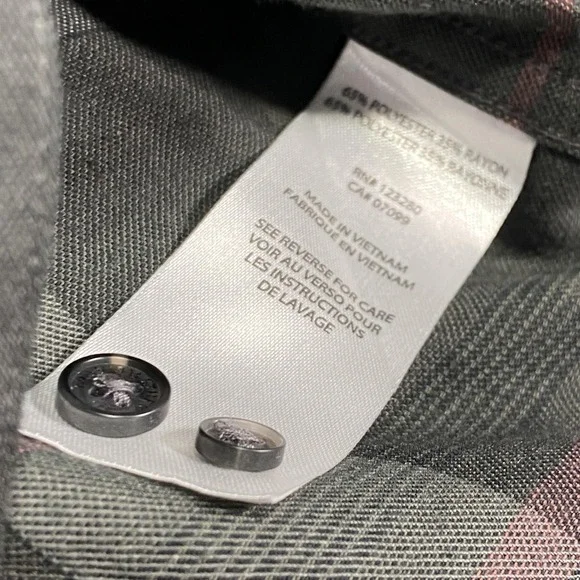 65% POLYESTER 35% RAYON
65% POLYESTER 35% RAYONNE
RN# 123280
CA# 07099
MADE IN VIETNAM
FABRIQUE EN VIETNAM
SEE REVERSE FOR CARE
VOIR AU VERSO POUR
LES INSTRUCTIONS
DE LAVAGE